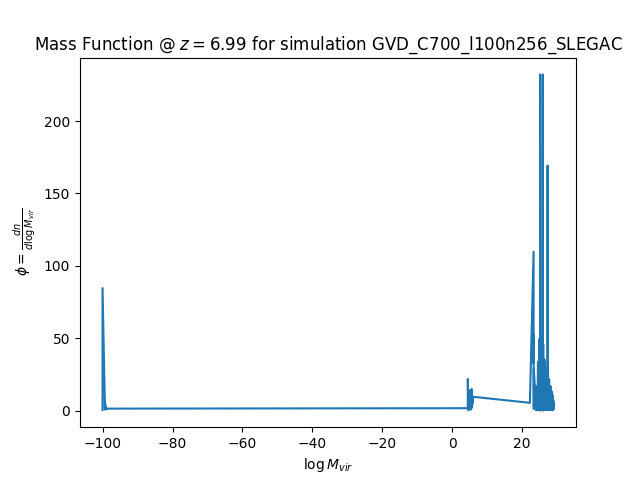 Mass Function @ z = 6.99 for simulation GVD_C700_l100n256_SLEGAC
ϕ = dn/dlog M_vir
200
150
100
50
0
−100 −80 −60 −40 −20 0 20
log M_vir